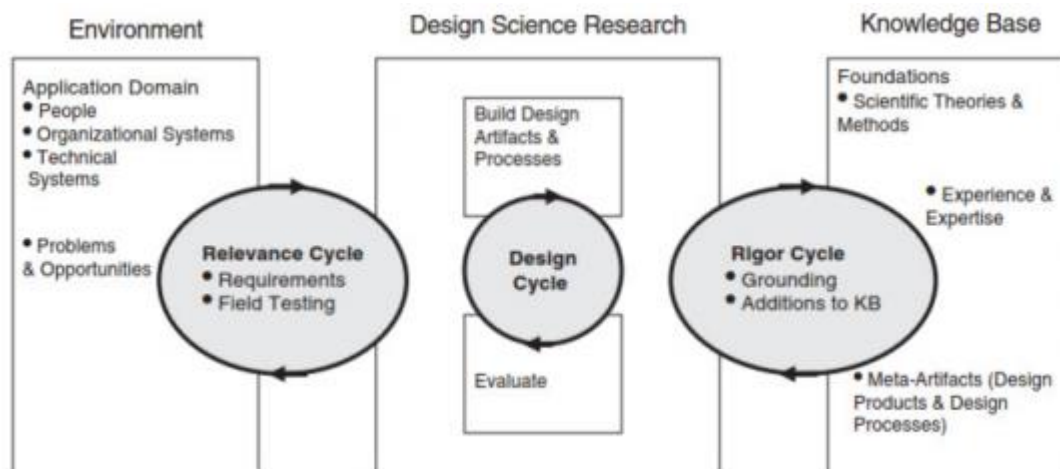 Environment
Design Science Research
Knowledge Base
Application Domain
• People
• Organizational Systems
• Technical
Systems
• Problems
& Opportunities
Relevance Cycle
• Requirements
• Field Testing
Build Design
Artifacts &
Processes
Design
Cycle
Evaluate
Rigor Cycle
• Grounding
• Additions to KB
Foundations
• Scientific Theories &
Methods
• Experience &
Expertise
• Meta-Artifacts (Design
Products & Design
Processes)